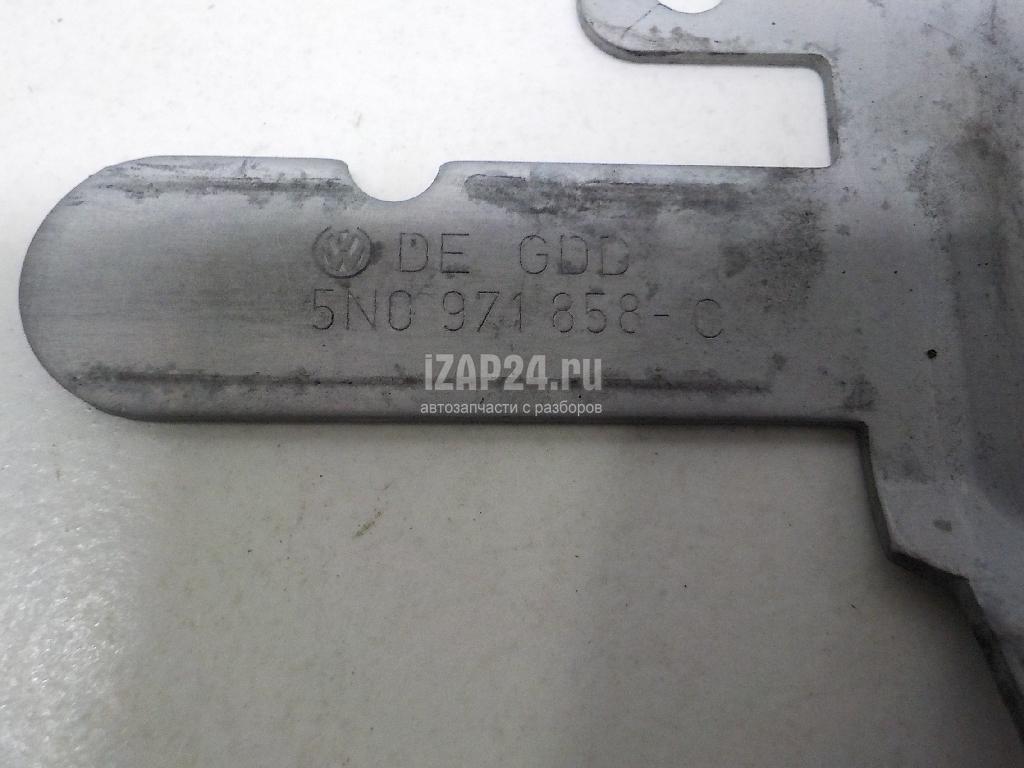 DE GDD
5N0 971 858-C
iZAP24.ru
автозапчасти с разборов